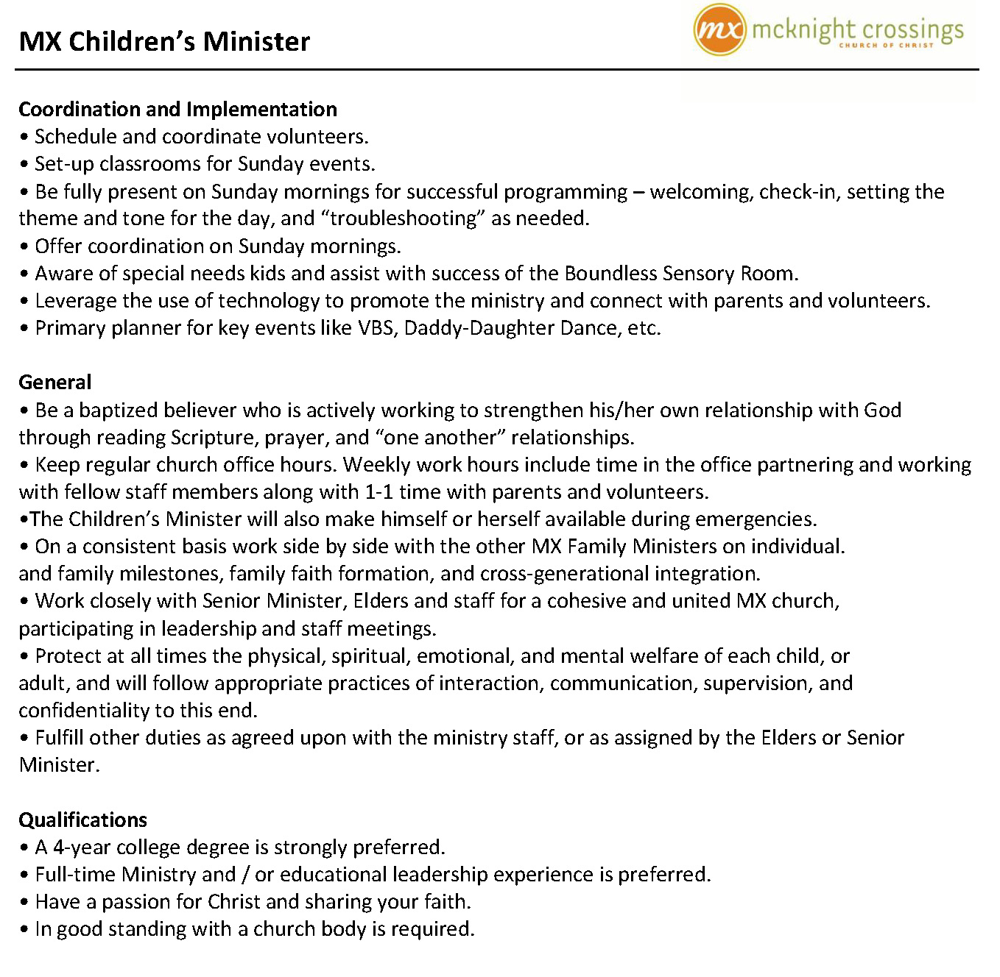 MX Children’s Minister
mx mcknight crossings
CHURCH OF CHRIST
Coordination and Implementation
• Schedule and coordinate volunteers.
• Set-up classrooms for Sunday events.
• Be fully present on Sunday mornings for successful programming – welcoming, check-in, setting the
theme and tone for the day, and “troubleshooting” as needed.
• Offer coordination on Sunday mornings.
• Aware of special needs kids and assist with success of the Boundless Sensory Room.
• Leverage the use of technology to promote the ministry and connect with parents and volunteers.
• Primary planner for key events like VBS, Daddy-Daughter Dance, etc.
General
• Be a baptized believer who is actively working to strengthen his/her own relationship with God
through reading Scripture, prayer, and “one another” relationships.
• Keep regular church office hours. Weekly work hours include time in the office partnering and working
with fellow staff members along with 1-1 time with parents and volunteers.
•The Children’s Minister will also make himself or herself available during emergencies.
• On a consistent basis work side by side with the other MX Family Ministers on individual.
and family milestones, family faith formation, and cross-generational integration.
• Work closely with Senior Minister, Elders and staff for a cohesive and united MX church,
participating in leadership and staff meetings.
• Protect at all times the physical, spiritual, emotional, and mental welfare of each child, or
adult, and will follow appropriate practices of interaction, communication, supervision, and
confidentiality to this end.
• Fulfill other duties as agreed upon with the ministry staff, or as assigned by the Elders or Senior
Minister.
Qualifications
• A 4-year college degree is strongly preferred.
• Full-time Ministry and / or educational leadership experience is preferred.
• Have a passion for Christ and sharing your faith.
• In good standing with a church body is required.